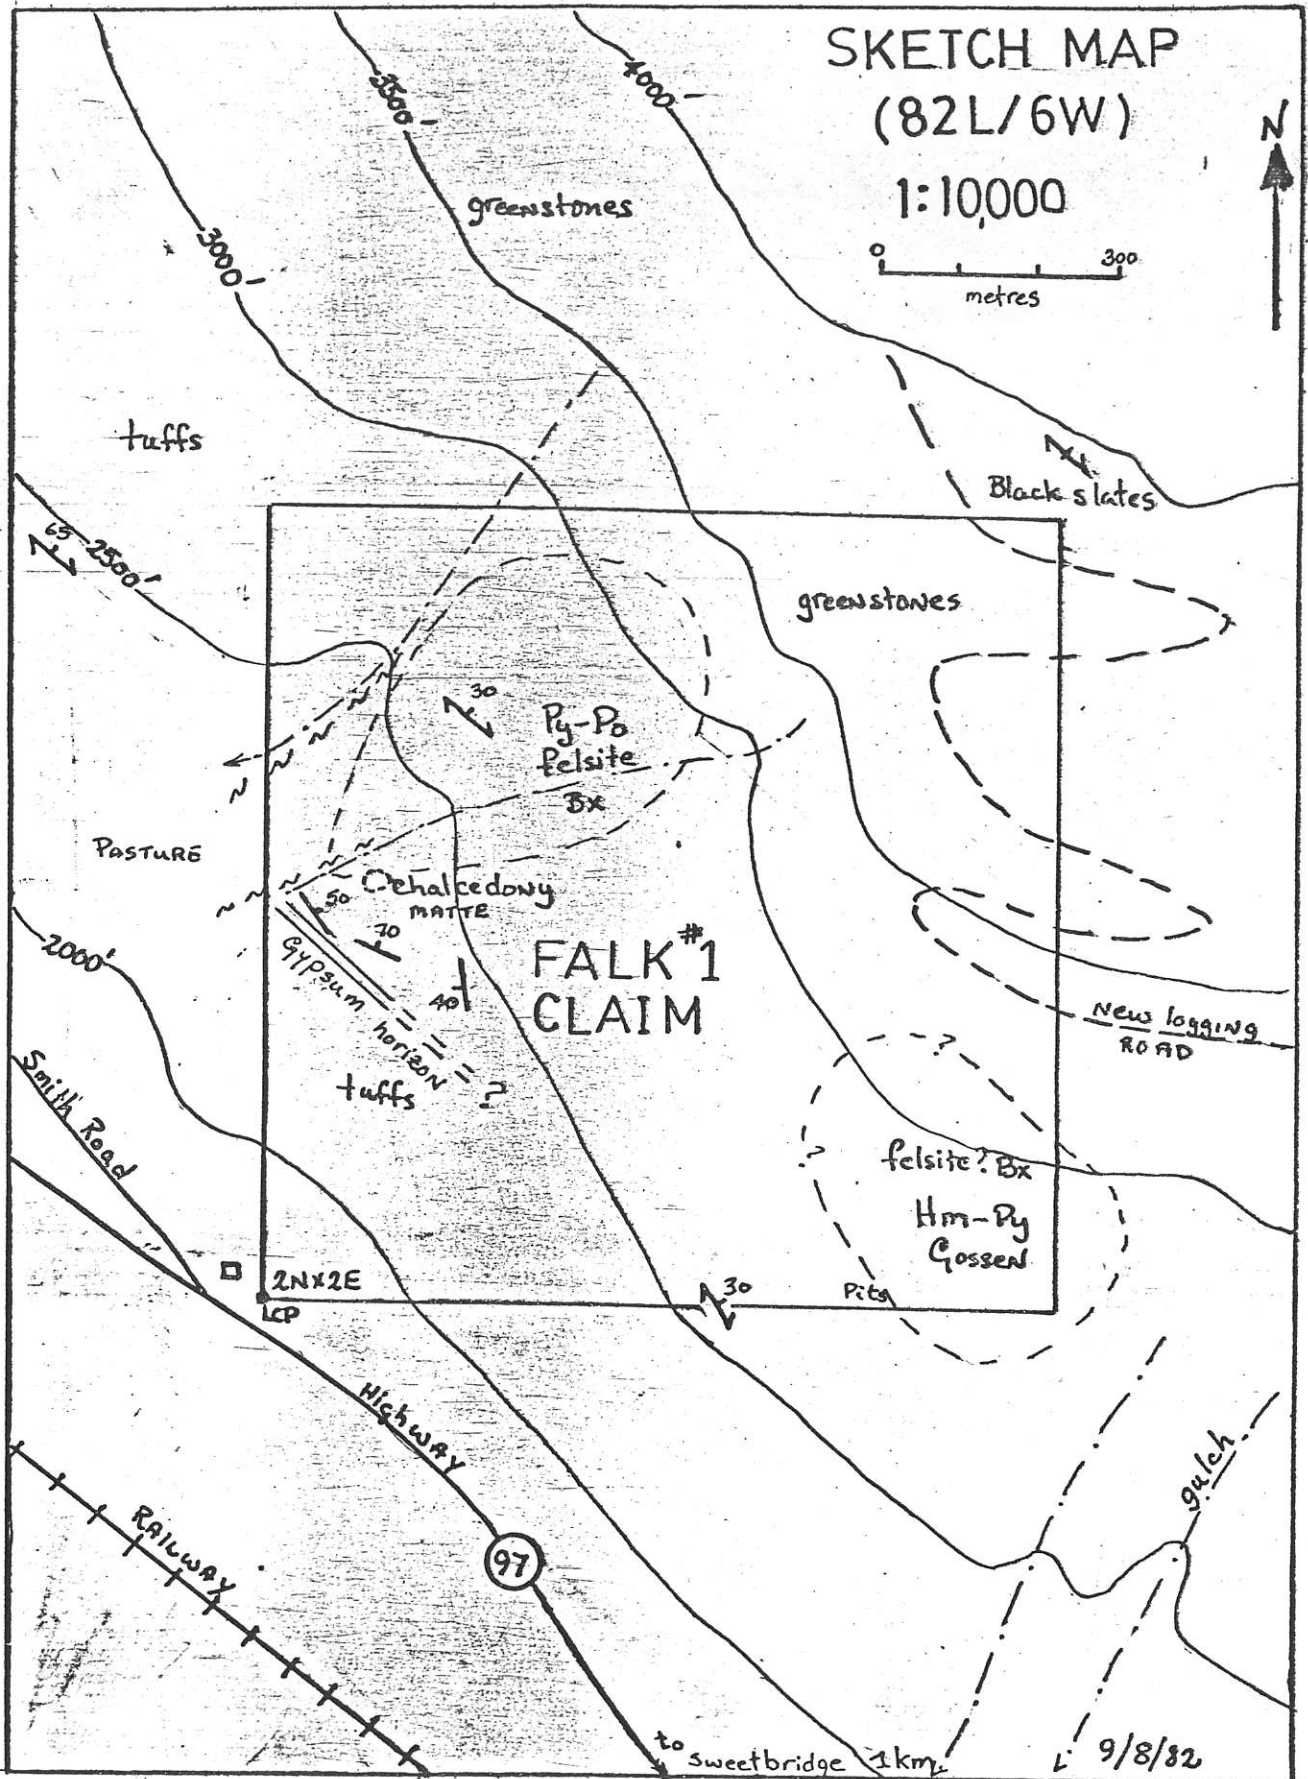 SKETCH MAP
(82L/6W)
1:10,000
N
0 300
metres
4000'
3500'
greenstones
3000'
tuffs
Black slates
65
2500'
greenstones
30
Py-Po
felsite
Bx
PASTURE
Chalcedony
MATTE
50
70
40
Gypsum horizon
?
tuffs
FALK #1
CLAIM
2000'
New logging
ROAD
Smith Road
?
?
felsite? Bx
Hm-Py
Gossen
2N×2E
LCP
30
Pits
Highway
97
RAILWAY
gulch
to
Sweetbridge 1km
9/8/82